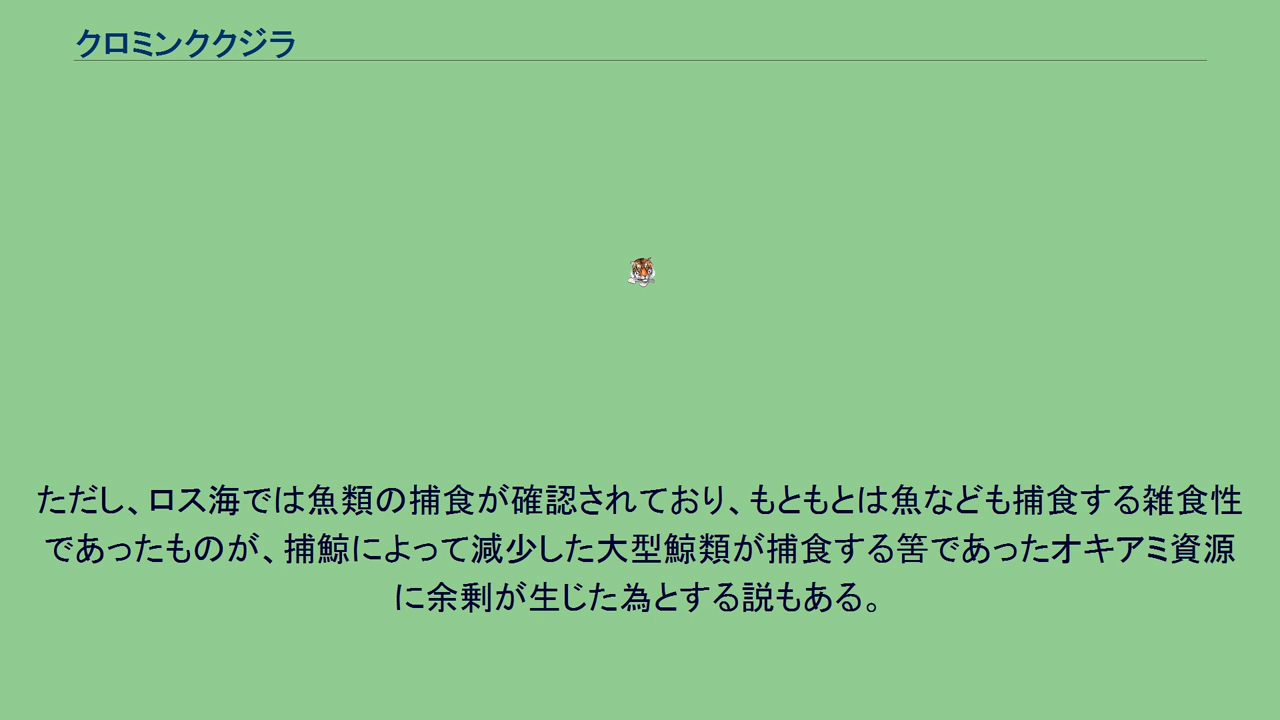 クロミンククジラ
ただし、ロス海では魚類の捕食が確認されており、もともとは魚なども捕食する雑食性
であったものが、捕鯨によって減少した大型鯨類が捕食する筈であったオキアミ資源
に余剰が生じた為とする説もある。